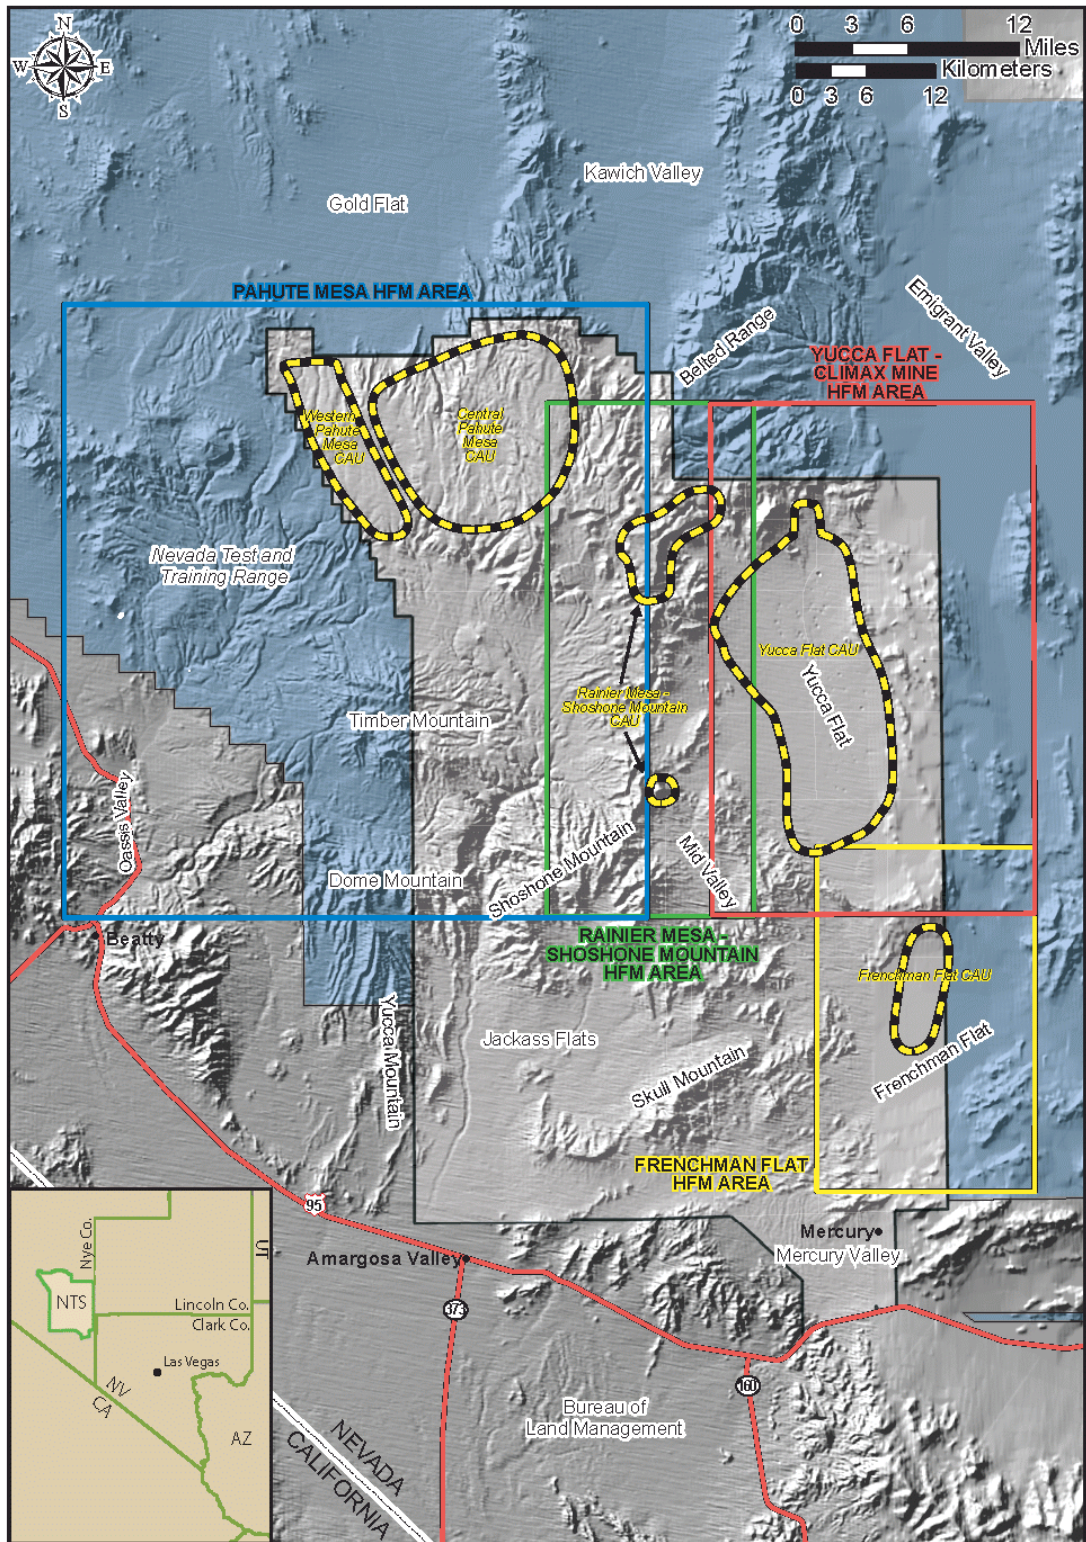 N
W
E
S
0 3 6 12
Miles
Kilometers
0 3 6 12
Kawich Valley
Gold Flat
PAHUTE MESA HFM AREA
Emigrant Valley
Belted Range
YUCCA FLAT -
CLIMAX MINE
HFM AREA
Western
Pahute
Mesa
CAU
Central
Pahute
Mesa
CAU
Nevada Test and
Training Range
Yucca Flat CAU
Yucca Flat
Rainier Mesa -
Shoshone Mountain
CAU
Timber Mountain
Oassis Valley
Shoshone Mountain
Mid Valley
Dome Mountain
Beatty
RAINIER MESA -
SHOSHONE MOUNTAIN
HFM AREA
Frenchman Flat CAU
Yucca Mountain
Jackass Flats
Skull Mountain
Frenchman Flat
FRENCHMAN FLAT
HFM AREA
95
Mercury
Mercury Valley
Amargosa Valley
373
160
Bureau of
Land Management
NEVADA
CALIFORNIA
Nye Co.
UT
NTS
Lincoln Co.
Clark Co.
Las Vegas
NV
CA
AZ